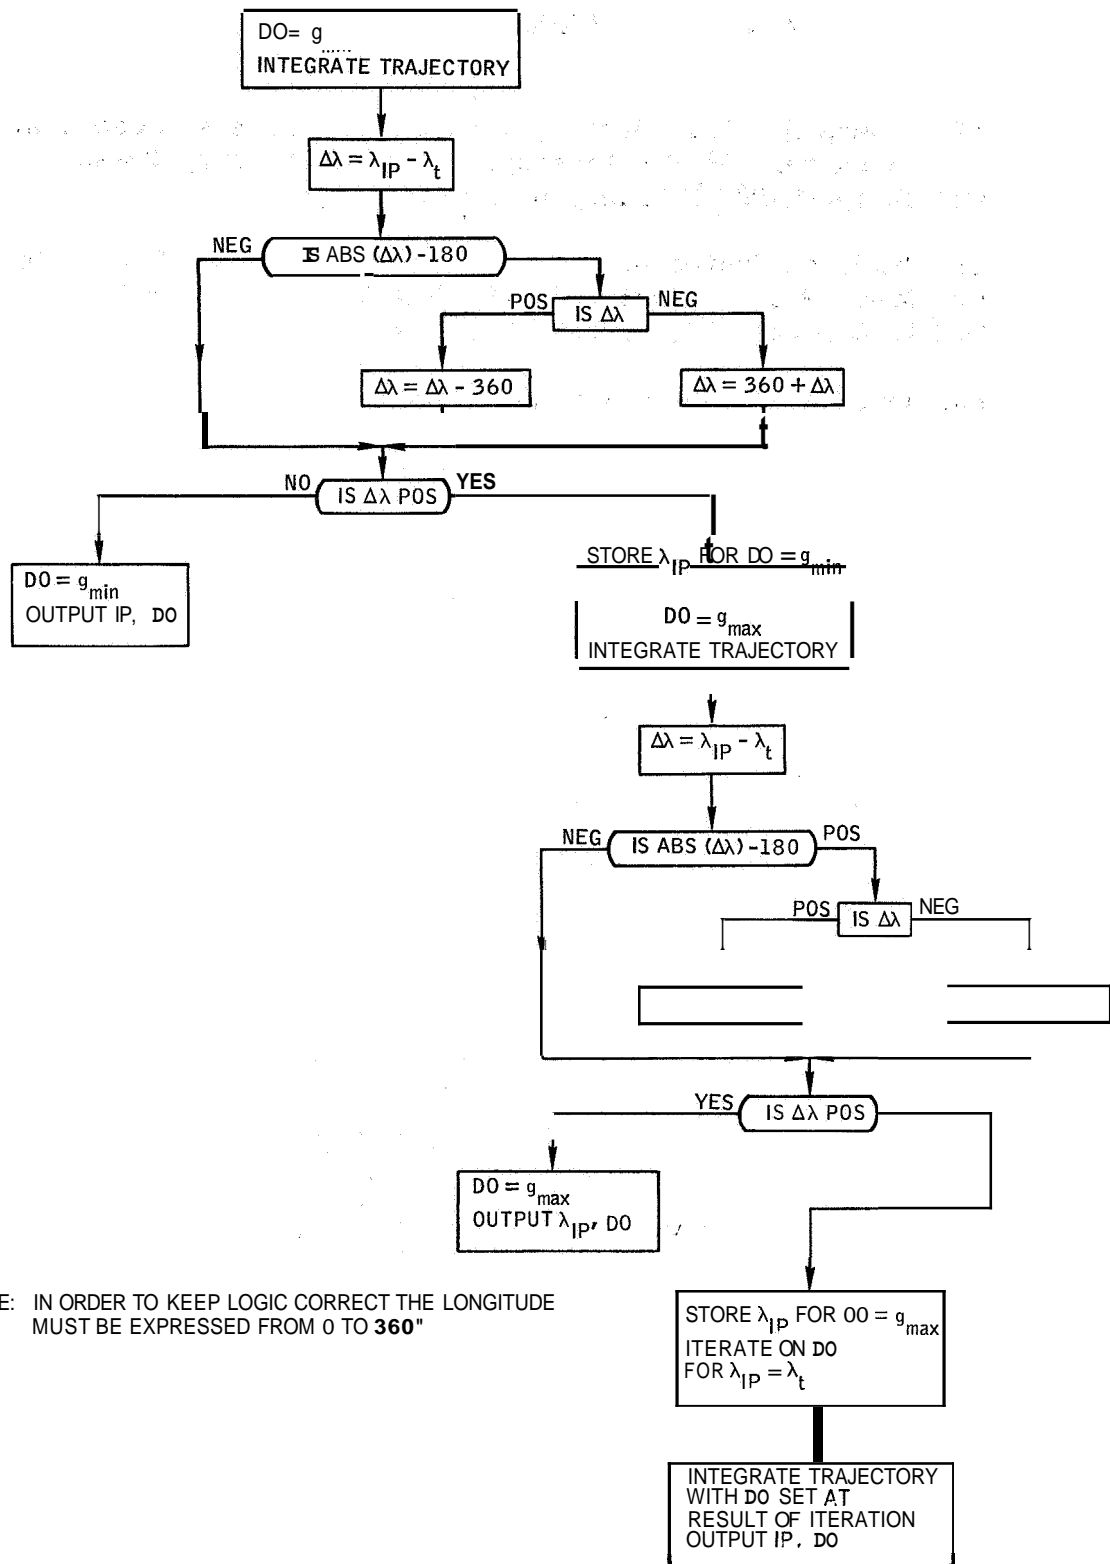 DO= g
INTEGRATE TRAJECTORY
Δλ = λIP - λt
NEG
IS ABS (Δλ) -180
POS
IS Δλ
NEG
Δλ = Δλ - 360
Δλ = 360 + Δλ
NO
IS Δλ POS
YES
DO = gmin
OUTPUT IP, DO
STORE λIP FOR DO = gmin
DO = gmax
INTEGRATE TRAJECTORY
Δλ = λIP - λt
NEG
IS ABS (Δλ) -180
POS
POS
IS Δλ
NEG
YES
IS Δλ POS
DO = gmax
OUTPUT λIP, DO
E: IN ORDER TO KEEP LOGIC CORRECT THE LONGITUDE
MUST BE EXPRESSED FROM 0 TO 360"
STORE λIP FOR 00 = gmax
ITERATE ON DO
FOR λIP = λt
INTEGRATE TRAJECTORY
WITH DO SET AT
RESULT OF ITERATION
OUTPUT IP. DO